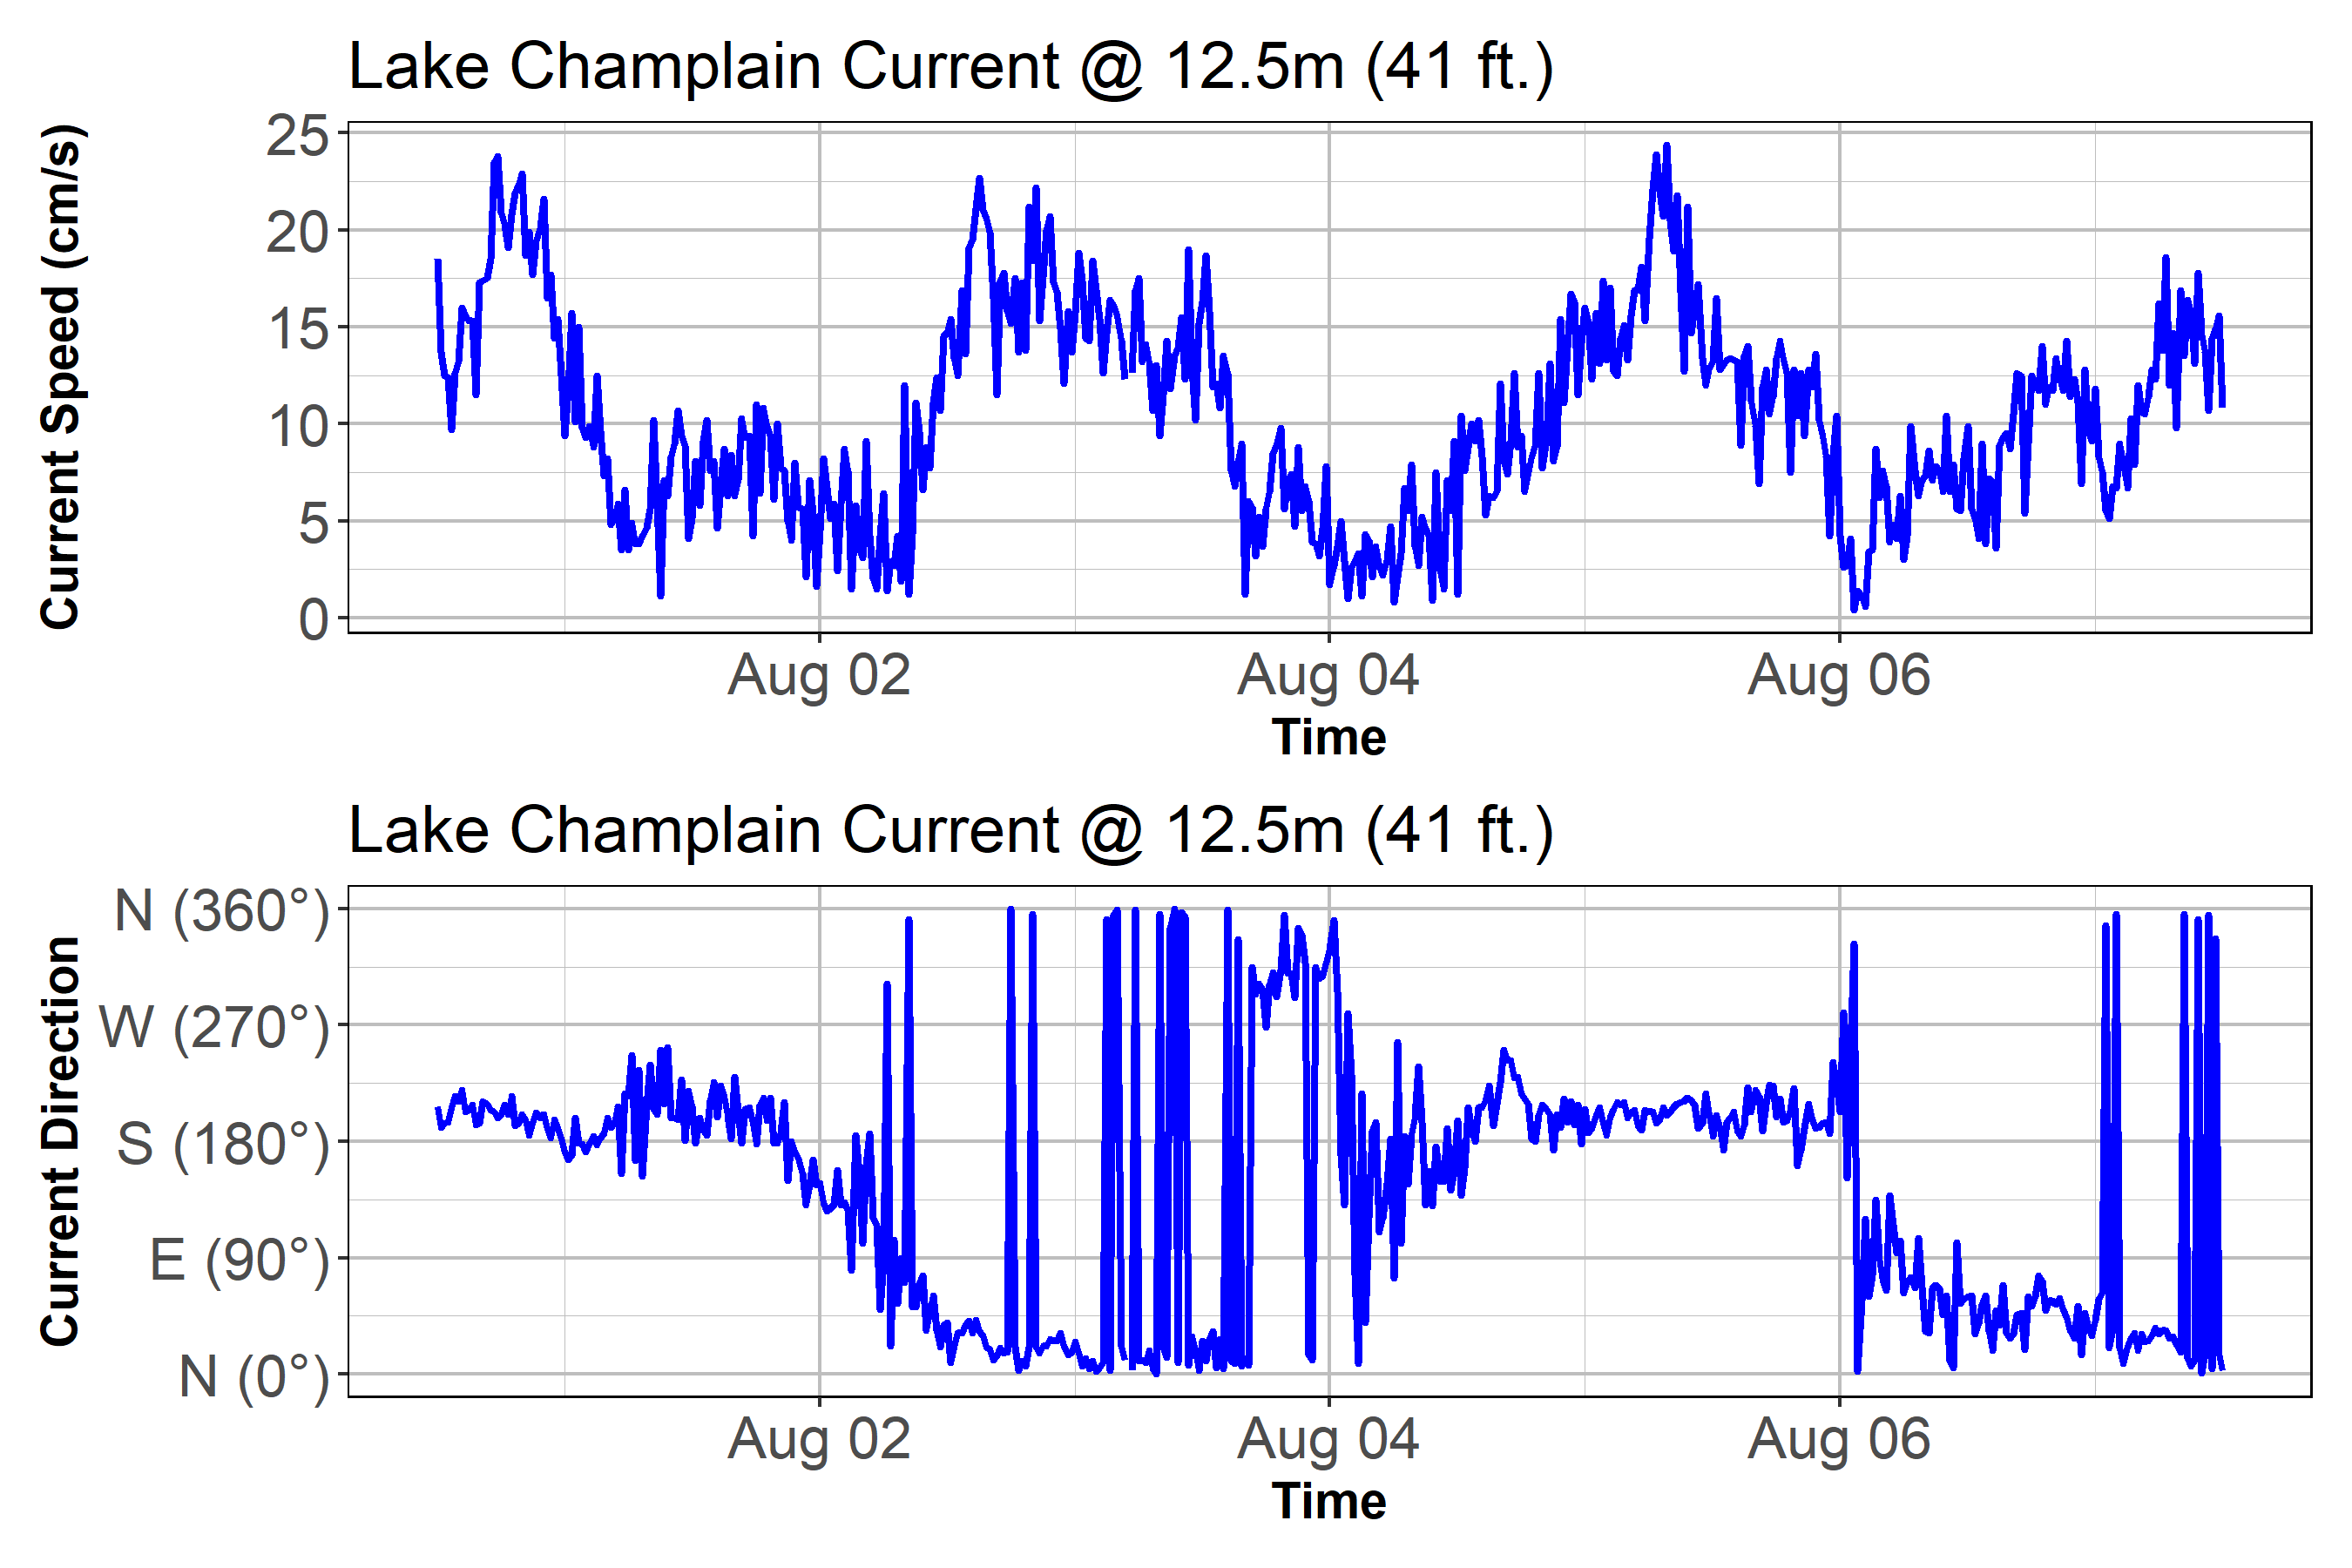 Lake Champlain Current @ 12.5m (41 ft.)
Current Speed (cm/s)
25
20
15
10
5
0
Aug 02 Aug 04 Aug 06
Time
Lake Champlain Current @ 12.5m (41 ft.)
Current Direction
N (360°)
W (270°)
S (180°)
E (90°)
N (0°)
Aug 02 Aug 04 Aug 06
Time